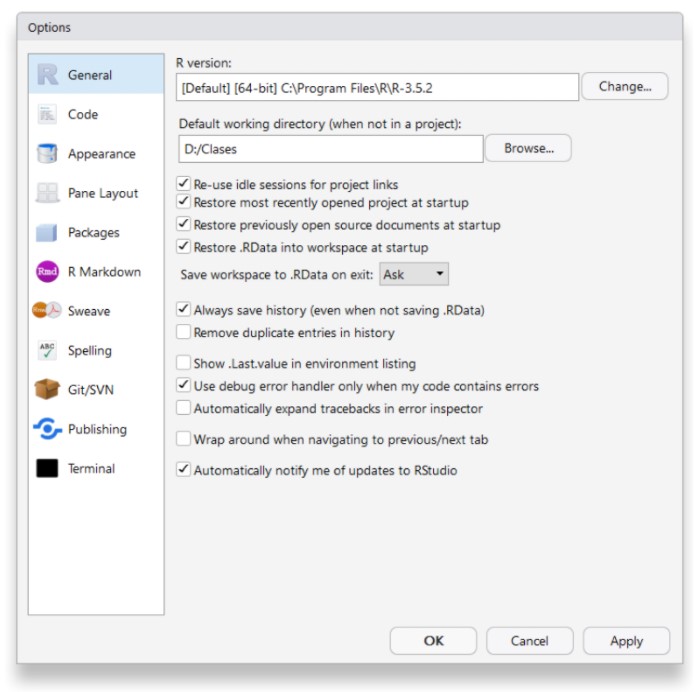 Options
General
Code
Appearance
Pane Layout
Packages
Rmd R Markdown
Sweave
ABC Spelling
Git/SVN
Publishing
Terminal
R version:
[Default] [64-bit] C:\Program Files\R\R-3.5.2 Change...
Default working directory (when not in a project):
D:/Clases Browse...
Re-use idle sessions for project links
Restore most recently opened project at startup
Restore previously open source documents at startup
Restore .RData into workspace at startup
Save workspace to .RData on exit: Ask
Always save history (even when not saving .RData)
Remove duplicate entries in history
Show .Last.value in environment listing
Use debug error handler only when my code contains errors
Automatically expand tracebacks in error inspector
Wrap around when navigating to previous/next tab
Automatically notify me of updates to RStudio
OK Cancel Apply